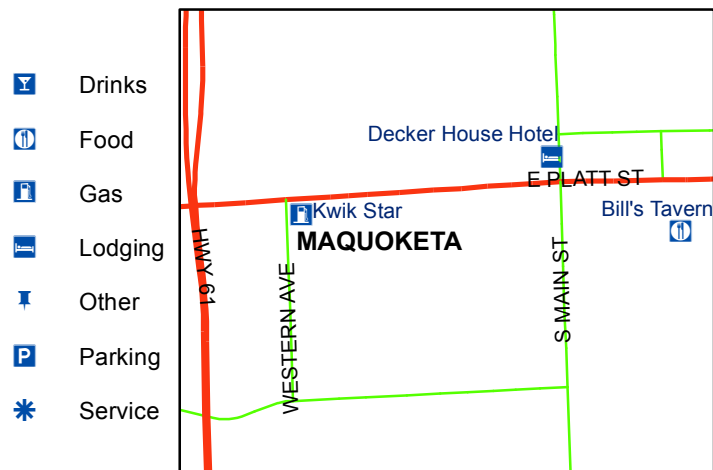 Drinks
Food
Gas
Lodging
Other
P
Parking
Service
Decker House Hotel
E PLATT ST
Kwik Star
Bill's Tavern
MAQUOKETA
HWY 61
WESTERN AVE
S MAIN ST